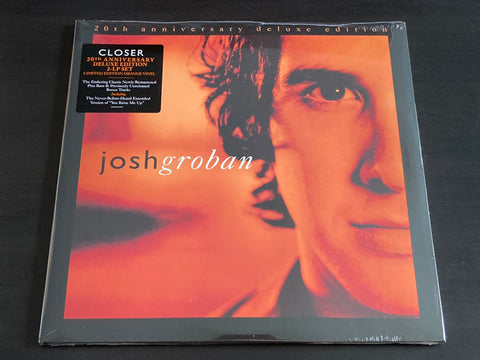 20th anniversary deluxe edition
CLOSER
20TH ANNIVERSARY
DELUXE EDITION
2-LP SET
LIMITED EDITION ORANGE VINYL
The Enduring Classic Newly Remastered
Plus Rare & Previously Unreleased
Bonus Tracks
Including
The Never-Before-Heard Extended
Version of "You Raise Me Up"
joshgroban